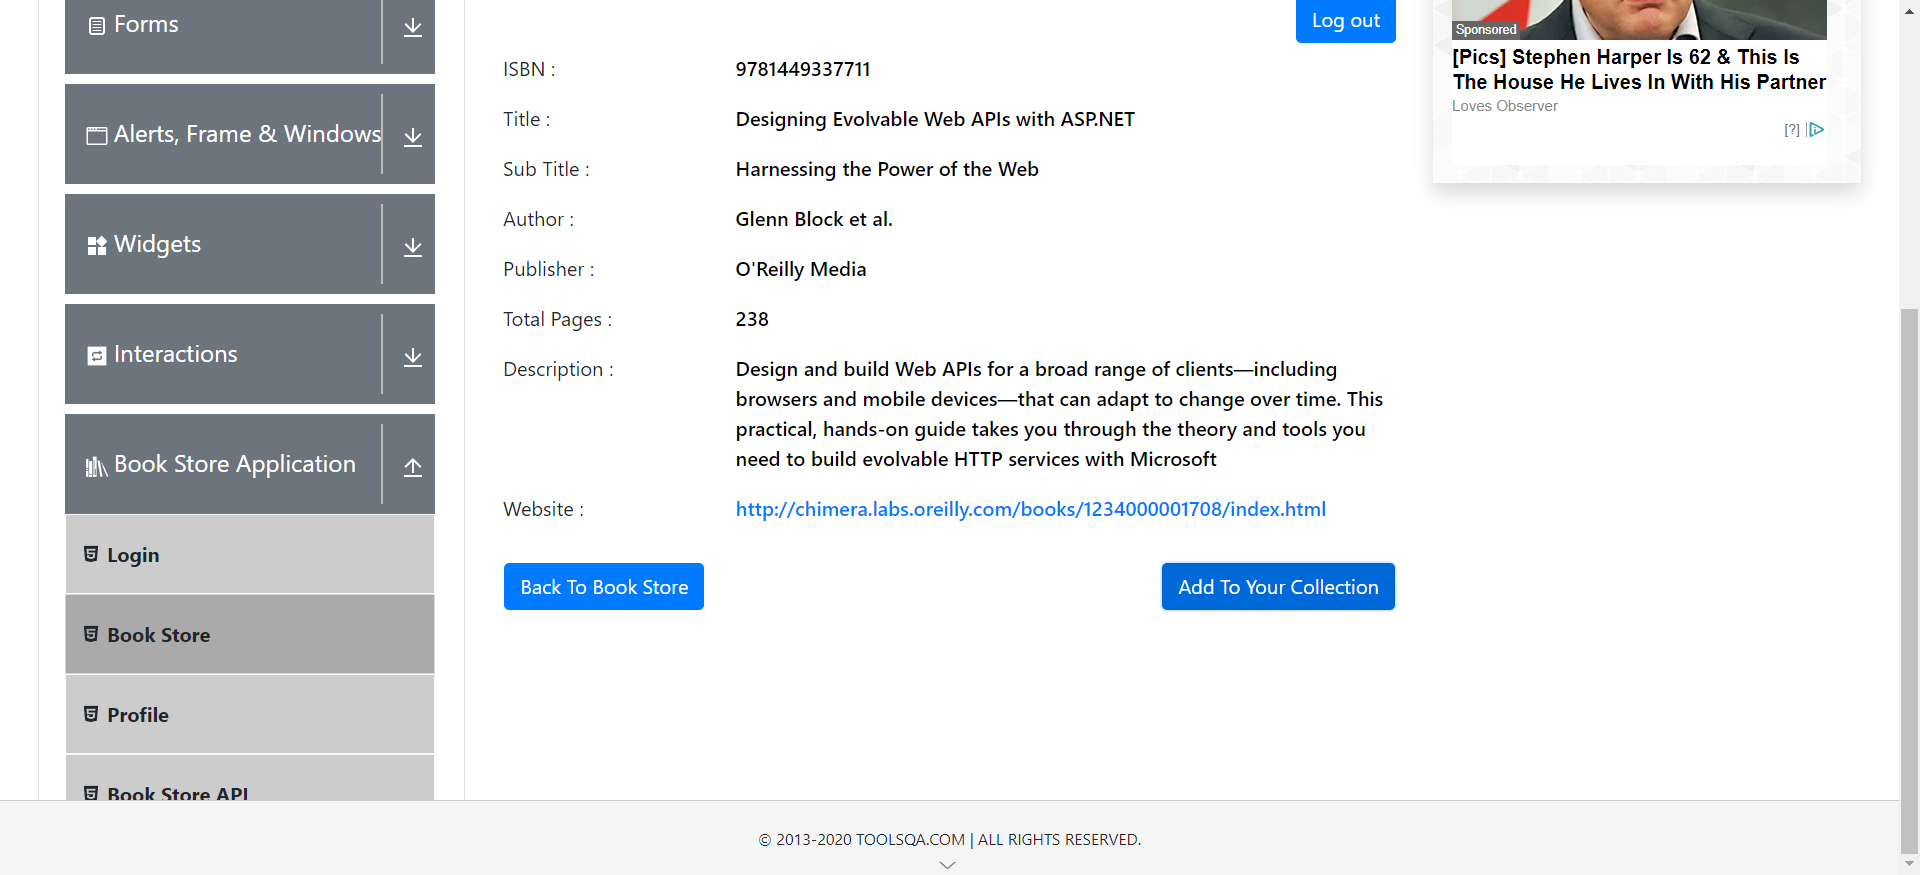 Forms
Alerts, Frame & Windows
Widgets
Interactions
Book Store Application
Login
Book Store
Profile
Book Store API
Log out
ISBN : 9781449337711
Title : Designing Evolvable Web APIs with ASP.NET
Sub Title : Harnessing the Power of the Web
Author : Glenn Block et al.
Publisher : O'Reilly Media
Total Pages : 238
Description : Design and build Web APIs for a broad range of clients—including
browsers and mobile devices—that can adapt to change over time. This
practical, hands-on guide takes you through the theory and tools you
need to build evolvable HTTP services with Microsoft
Website : http://chimera.labs.oreilly.com/books/1234000001708/index.html
Back To Book Store Add To Your Collection
Sponsored
[Pics] Stephen Harper Is 62 & This Is
The House He Lives In With His Partner
Loves Observer
[?]
© 2013-2020 TOOLSQA.COM | ALL RIGHTS RESERVED.